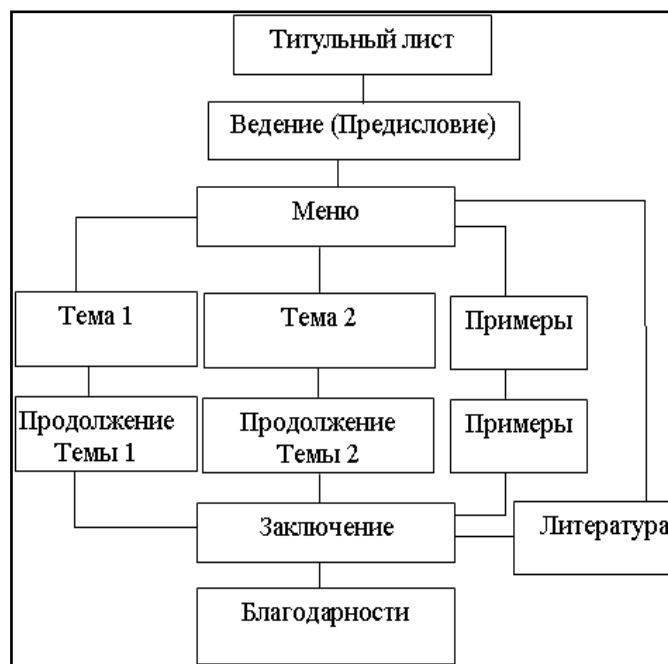 Титульный лист
Ведение (Предисловие)
Меню
Тема 1
Тема 2
Примеры
Продолжение
Темы 1
Продолжение
Темы 2
Примеры
Заключение
Литература
Благодарности